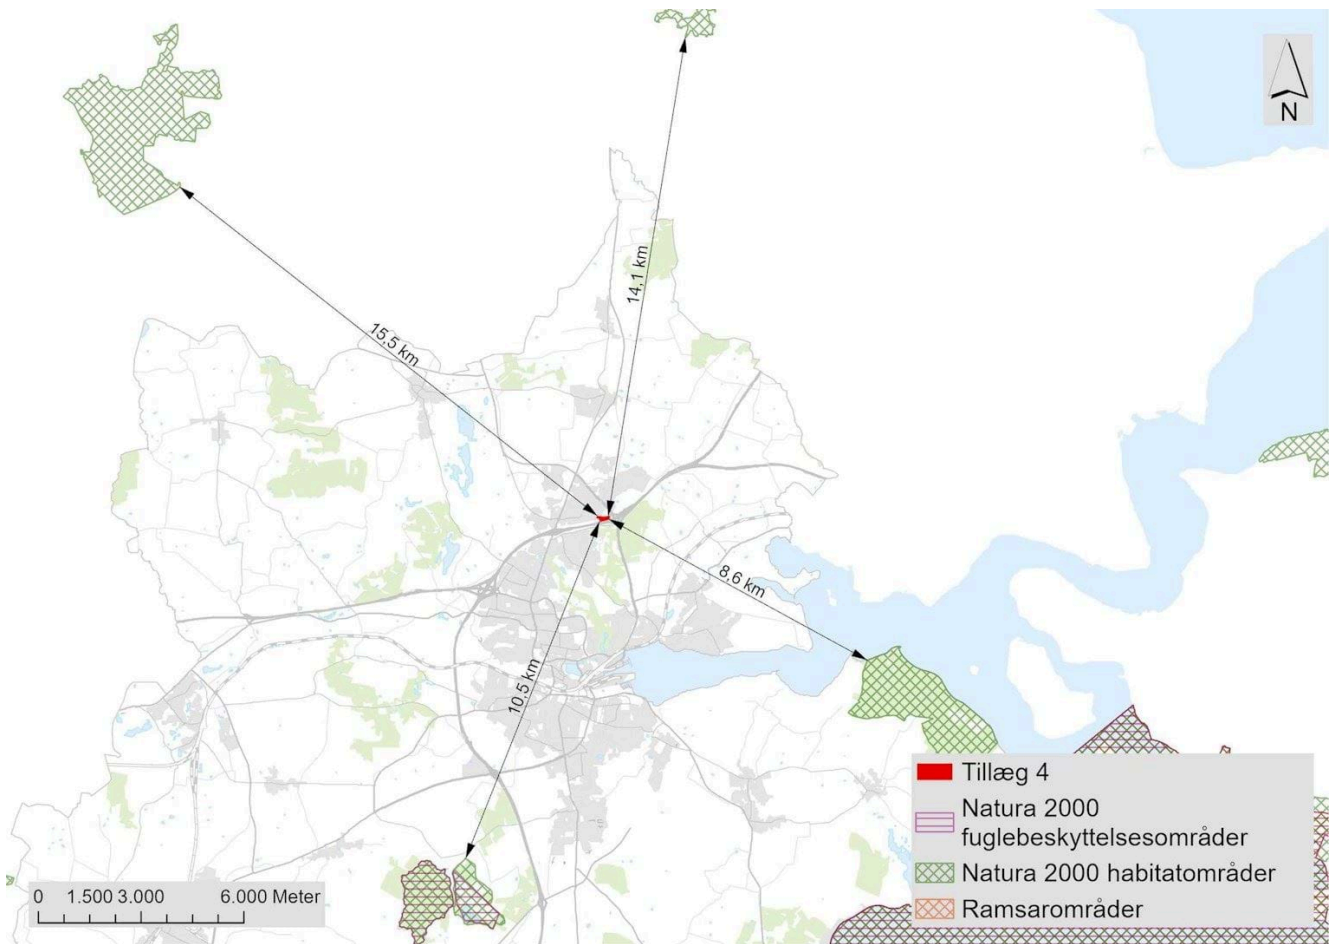 N
14,1 km
15,5 km
8,6 km
10,5 km
Tillæg 4
Natura 2000
fuglebeskyttelsesområder
Natura 2000 habitatområder
Ramsarområder
0 1.500 3.000 6.000 Meter